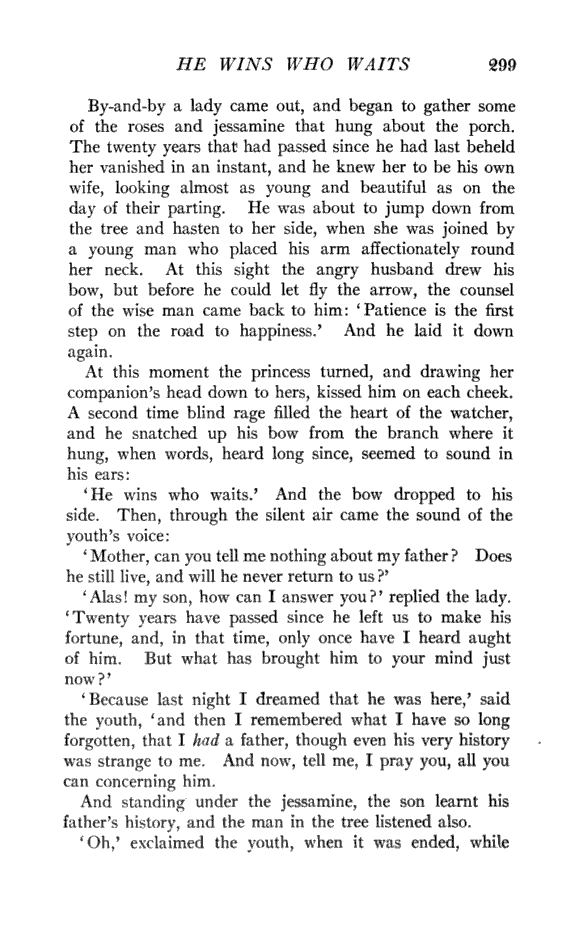 HE WINS WHO WAITS 299
By-and-by a lady came out, and began to gather some
of the roses and jessamine that hung about the porch.
The twenty years that had passed since he had last beheld
her vanished in an instant, and he knew her to be his own
wife, looking almost as young and beautiful as on the
day of their parting. He was about to jump down from
the tree and hasten to her side, when she was joined by
a young man who placed his arm affectionately round
her neck. At this sight the angry husband drew his
bow, but before he could let fly the arrow, the counsel
of the wise man came back to him: ‘Patience is the first
step on the road to happiness.’ And he laid it down
again.
At this moment the princess turned, and drawing her
companion’s head down to hers, kissed him on each cheek.
A second time blind rage filled the heart of the watcher,
and he snatched up his bow from the branch where it
hung, when words, heard long since, seemed to sound in
his ears:
‘He wins who waits.’ And the bow dropped to his
side. Then, through the silent air came the sound of the
youth’s voice:
‘Mother, can you tell me nothing about my father? Does
he still live, and will he never return to us?’
‘Alas! my son, how can I answer you?’ replied the lady.
‘Twenty years have passed since he left us to make his
fortune, and, in that time, only once have I heard aught
of him. But what has brought him to your mind just
now?’
‘Because last night I dreamed that he was here,’ said
the youth, ‘and then I remembered what I have so long
forgotten, that I had a father, though even his very history
was strange to me. And now, tell me, I pray you, all you
can concerning him.
And standing under the jessamine, the son learnt his
father’s history, and the man in the tree listened also.
‘Oh,’ exclaimed the youth, when it was ended, while